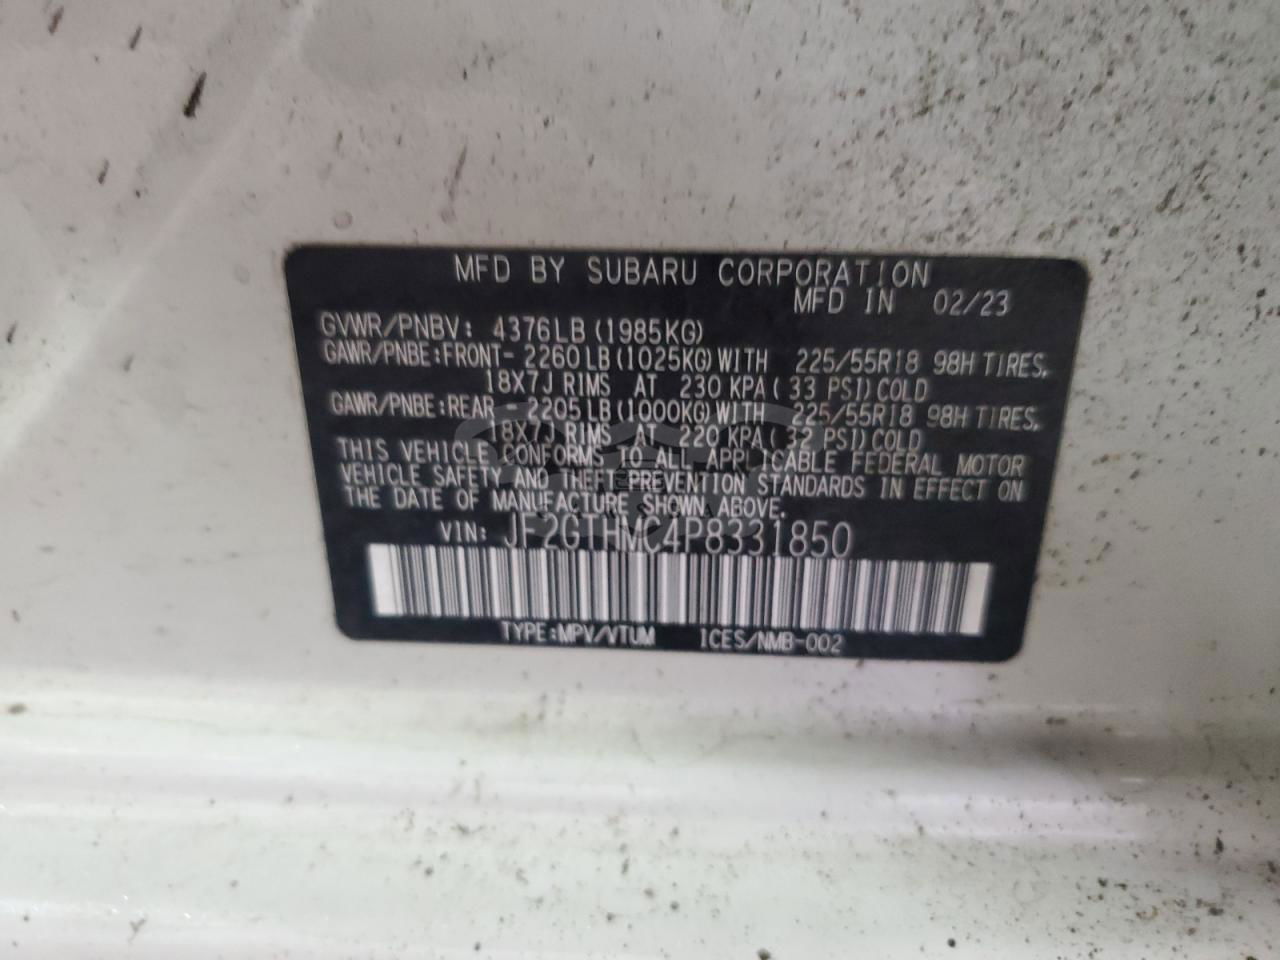 MFD BY SUBARU CORPORATION
MFD IN 02/23
GVWR/PNBV: 4376LB (1985KG)
GAWR/PNBE:FRONT- 2260LB (1025KG) WITH 225/55R18 98H TIRES,
18X7J RIMS AT 230 KPA ( 33 PSI) COLD
GAWR/PNBE:REAR - 2205LB (1000KG) WITH 225/55R18 98H TIRES,
18X7J RIMS AT 220 KPA ( 32 PSI) COLD
THIS VEHICLE CONFORMS TO ALL APPLICABLE FEDERAL MOTOR
VEHICLE SAFETY AND THEFT PREVENTION STANDARDS IN EFFECT ON
THE DATE OF MANUFACTURE SHOWN ABOVE.
VIN: JF2GTHMC4P8331850
TYPE:MPV/VTUM ICES/NMB-002